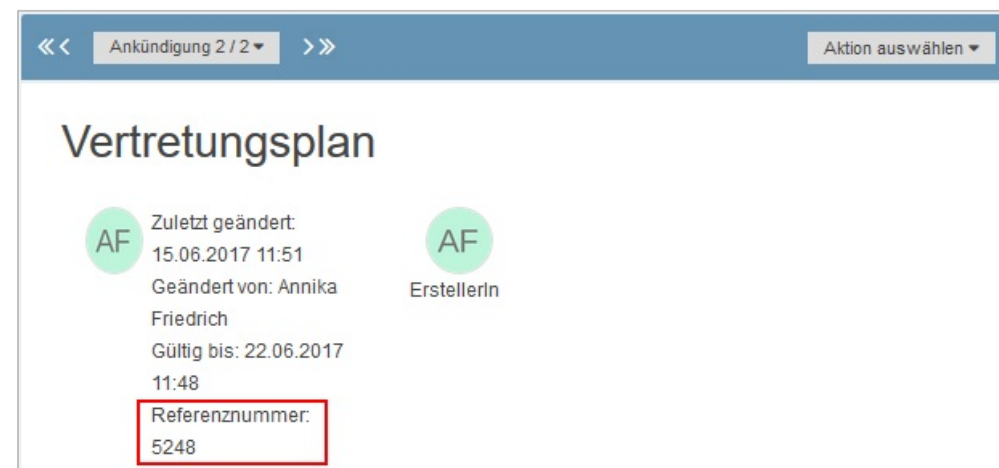 Ankündigung 2 / 2
Aktion auswählen
Vertretungsplan
AF
Zuletzt geändert:
15.06.2017 11:51
Geändert von: Annika
Friedrich
Gültig bis: 22.06.2017
11:48
Referenznummer:
5248
AF
ErstellerIn